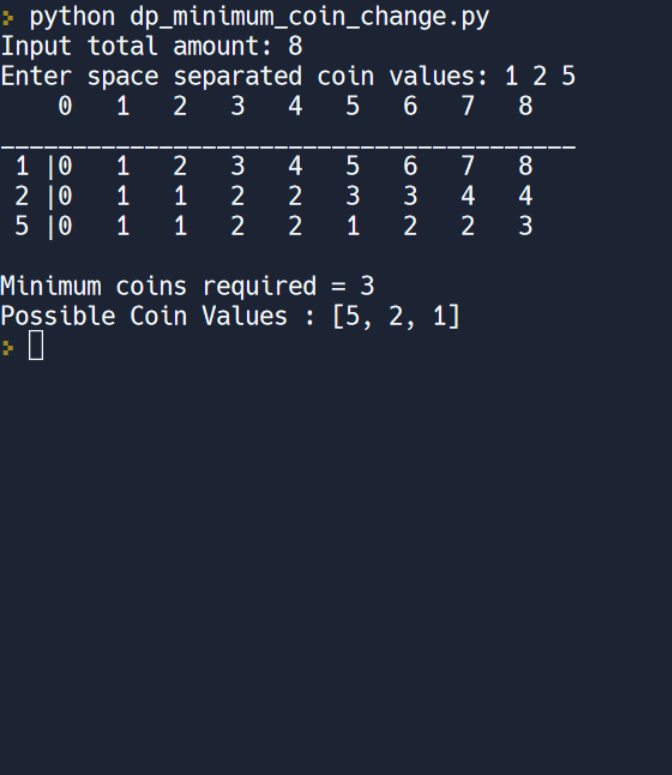 > python dp_minimum_coin_change.py
Input total amount: 8
Enter space separated coin values: 1 2 5
0 1 2 3 4 5 6 7 8
________________________________________
1 |0 1 2 3 4 5 6 7 8
2 |0 1 1 2 2 3 3 4 4
5 |0 1 1 2 2 1 2 2 3
Minimum coins required = 3
Possible Coin Values : [5, 2, 1]
>